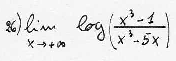 26) lim x→+∞ log((x³-1)/(x³-5x))